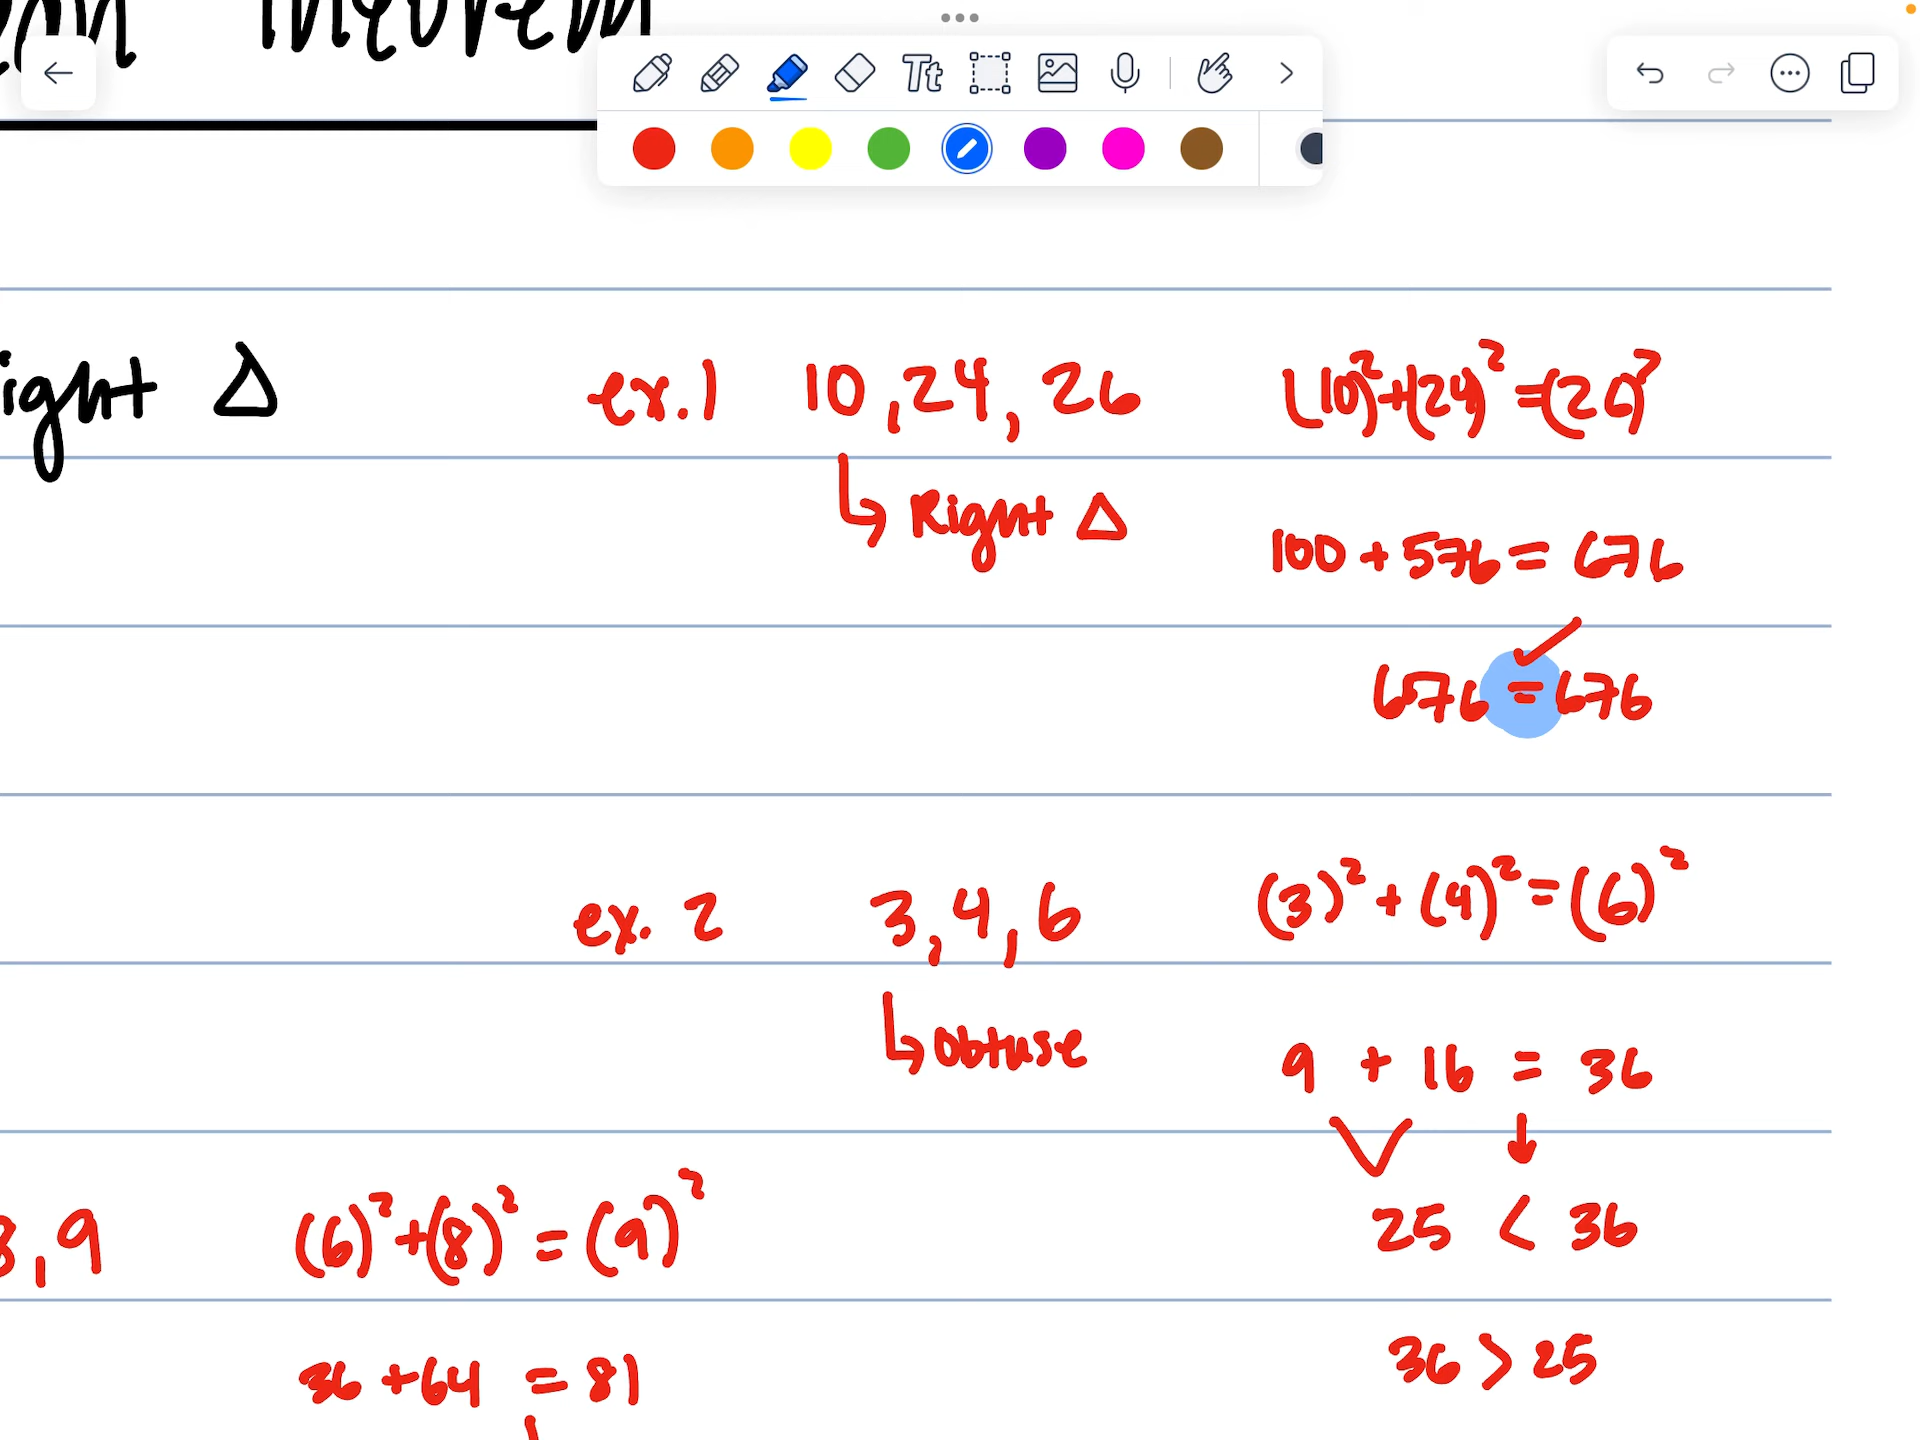 Theorem
Tt
ight Δ
ex.1 10, 24, 26 (10)²+(24)²=(26)²
↳ Right Δ
100 + 576 = 676
676 = 676
ex. 2 3, 4, 6 (3)² + (4)² = (6)²
↳ Obtuse
9 + 16 = 36
25 < 36
8, 9 (6)²+(8)² = (9)²
36 > 25
36 + 64 = 81